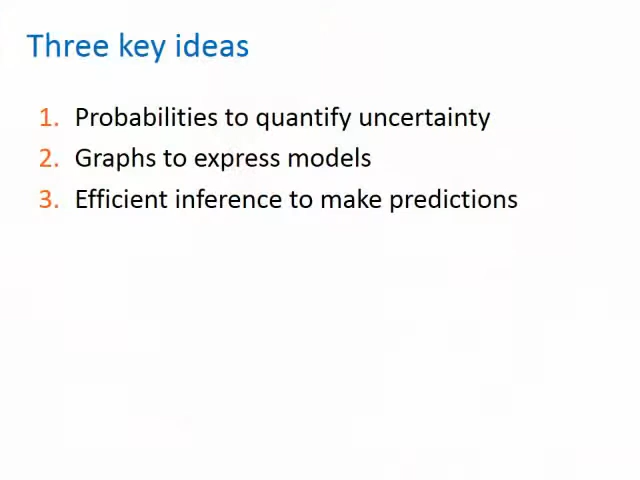 Three key ideas
1. Probabilities to quantify uncertainty
2. Graphs to express models
3. Efficient inference to make predictions